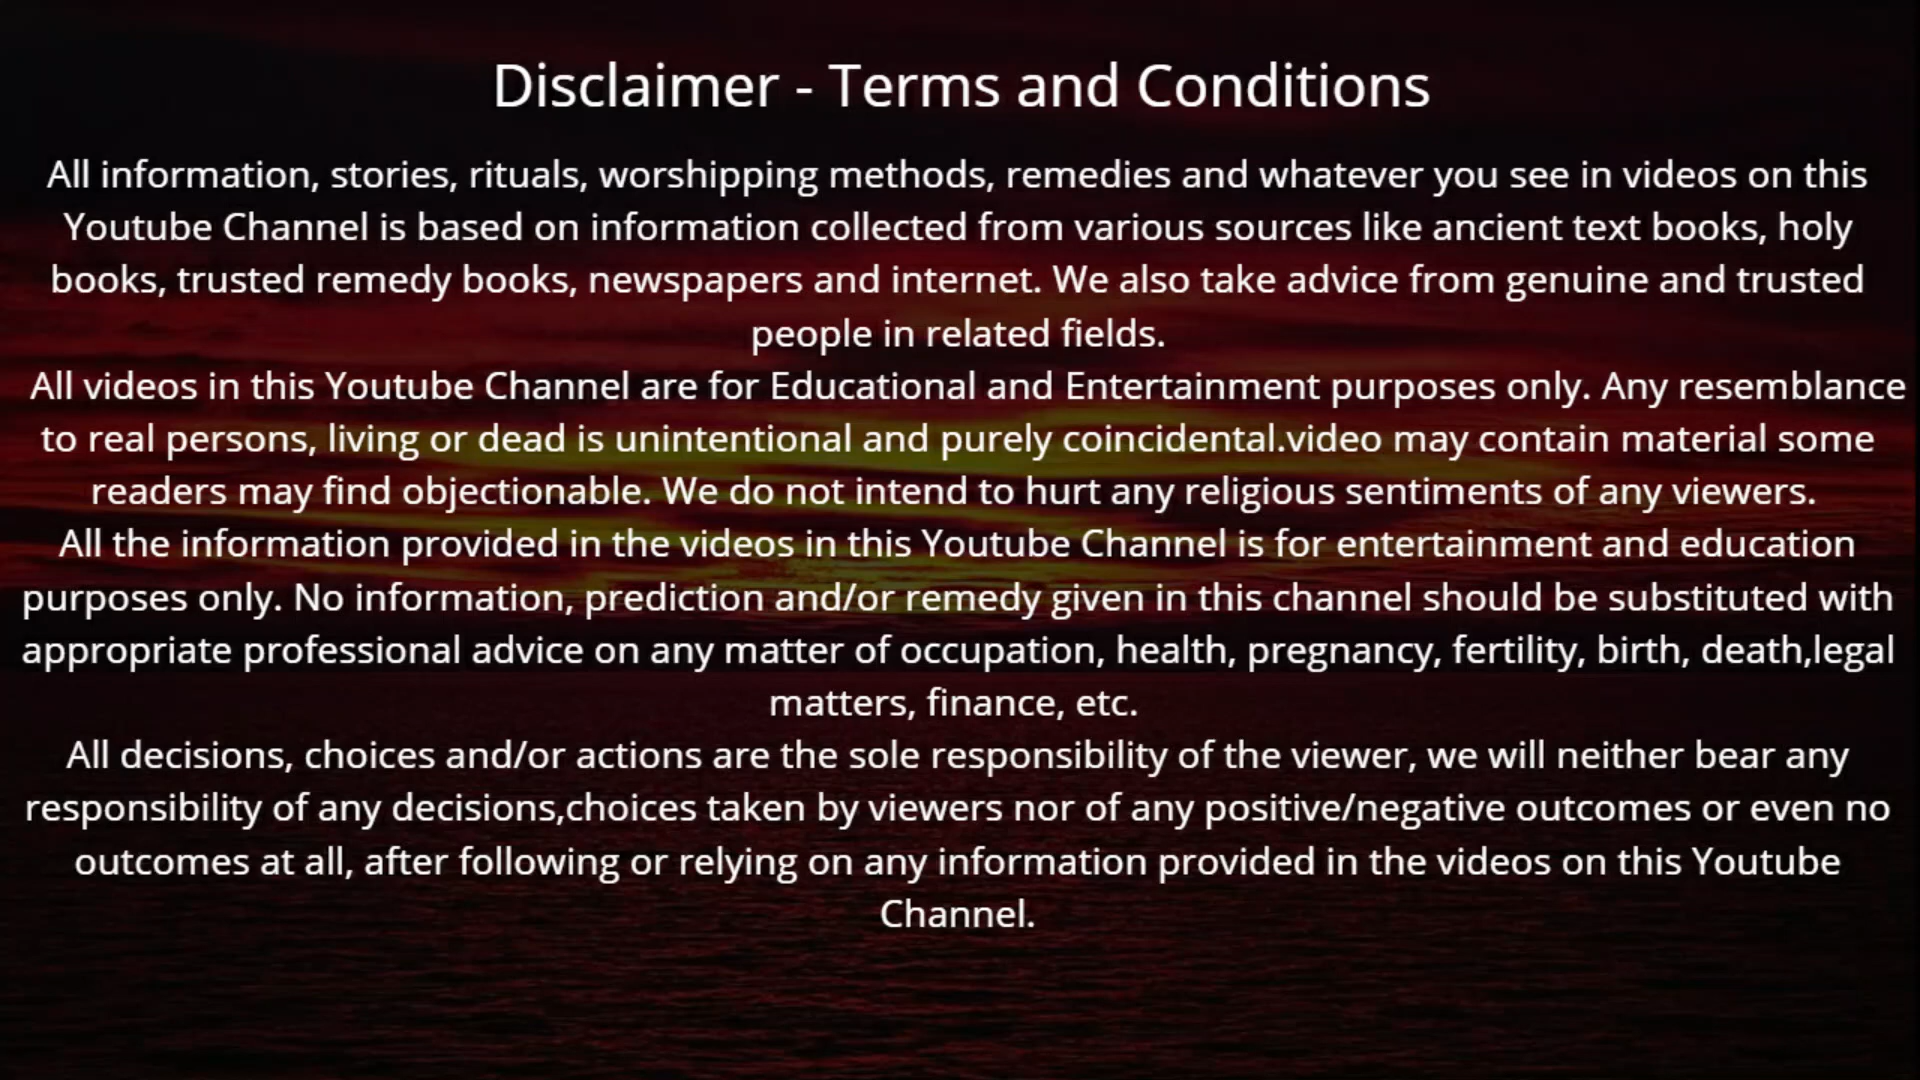 Disclaimer - Terms and Conditions
All information, stories, rituals, worshipping methods, remedies and whatever you see in videos on this
Youtube Channel is based on information collected from various sources like ancient text books, holy
books, trusted remedy books, newspapers and internet. We also take advice from genuine and trusted
people in related fields.
All videos in this Youtube Channel are for Educational and Entertainment purposes only. Any resemblance
to real persons, living or dead is unintentional and purely coincidental.video may contain material some
readers may find objectionable. We do not intend to hurt any religious sentiments of any viewers.
All the information provided in the videos in this Youtube Channel is for entertainment and education
purposes only. No information, prediction and/or remedy given in this channel should be substituted with
appropriate professional advice on any matter of occupation, health, pregnancy, fertility, birth, death,legal
matters, finance, etc.
All decisions, choices and/or actions are the sole responsibility of the viewer, we will neither bear any
responsibility of any decisions,choices taken by viewers nor of any positive/negative outcomes or even no
outcomes at all, after following or relying on any information provided in the videos on this Youtube
Channel.